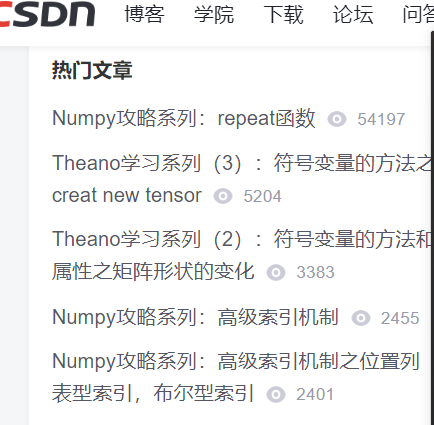 CSDN 博客 学院 下载 论坛 问答
热门文章
Numpy攻略系列：repeat函数 54197
Theano学习系列（3）：符号变量的方法之
creat new tensor 5204
Theano学习系列（2）：符号变量的方法和
属性之矩阵形状的变化 3383
Numpy攻略系列：高级索引机制 2455
Numpy攻略系列：高级索引机制之位置列
表型索引，布尔型索引 2401